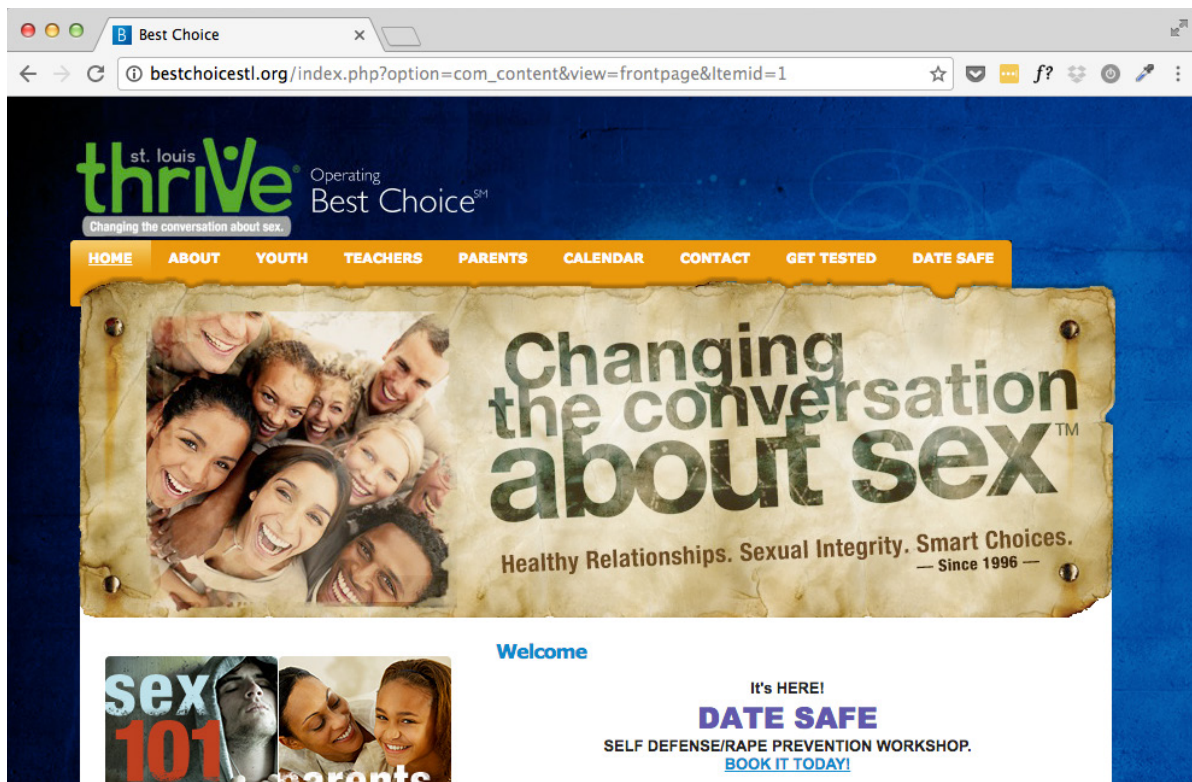 Best Choice
bestchoicestl.org/index.php?option=com_content&view=frontpage&Itemid=1
f?
st. louis
thrive®
Changing the conversation about sex.
Operating
Best Choice℠
HOME ABOUT YOUTH TEACHERS PARENTS CALENDAR CONTACT GET TESTED DATE SAFE
Changing
the conversation
about sex™
Healthy Relationships. Sexual Integrity. Smart Choices.
— Since 1996 —
sex
101
parents
Welcome
It's HERE!
DATE SAFE
SELF DEFENSE/RAPE PREVENTION WORKSHOP.
BOOK IT TODAY!